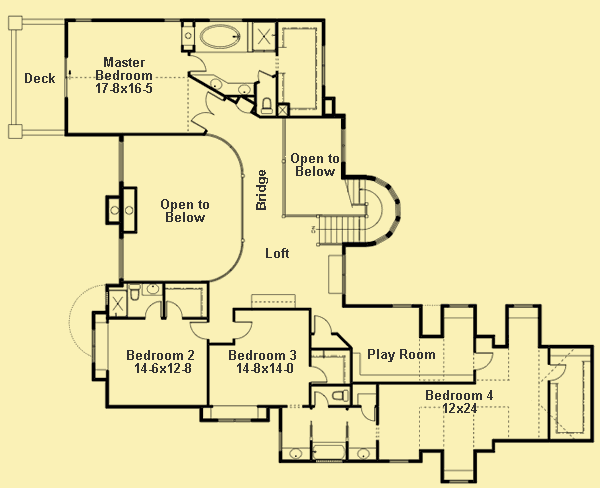 Deck
Master
Bedroom
17-8x16-5
Open to
Below
Open to
Below
Bridge
Loft
Bedroom 2
14-6x12-8
Bedroom 3
14-8x14-0
Play Room
Bedroom 4
12x24